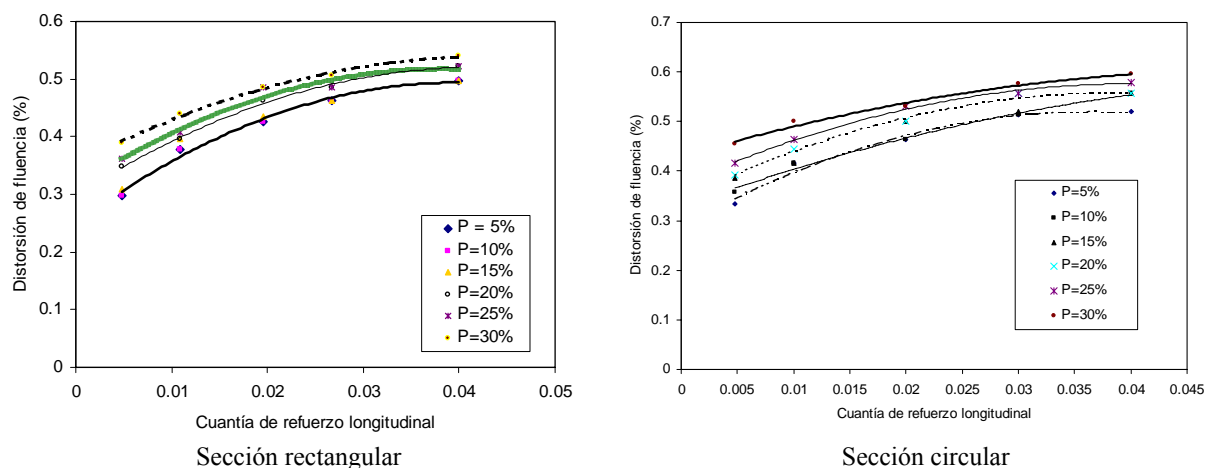 0.6
0.5
0.4
0.3
0.2
0.1
0
Distorsión de fluencia (%)
0 0.01 0.02 0.03 0.04 0.05
Cuantía de refuerzo longitudinal
P = 5%
P=10%
P=15%
P=20%
P=25%
P=30%
Sección rectangular
0.7
0.6
0.5
0.4
0.3
0.2
0.1
0
Distorsión de fluencia (%)
0 0.005 0.01 0.015 0.02 0.025 0.03 0.035 0.04 0.045
Cuantía de refuerzo longitudinal
P=5%
P=10%
P=15%
P=20%
P=25%
P=30%
Sección circular